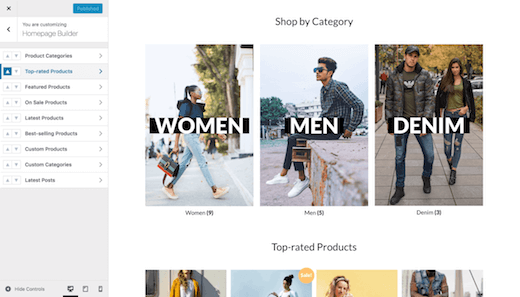 Published
You are customizing
Homepage Builder
Product Categories
Top-rated Products
Featured Products
On Sale Products
Latest Products
Best-selling Products
Custom Products
Custom Categories
Latest Posts
Hide Controls
Shop by Category
WOMEN
MEN
DENIM
Women (9)
Men (5)
Denim (3)
Top-rated Products
Sale!